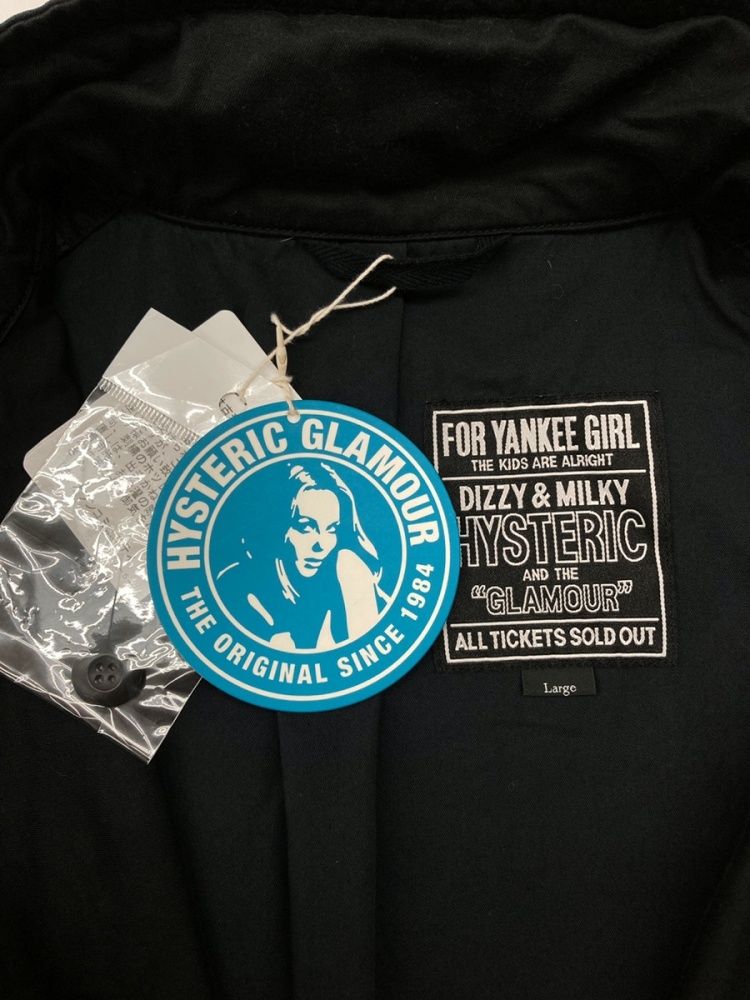 HYSTERIC GLAMOUR
THE ORIGINAL SINCE 1984
FOR YANKEE GIRL
THE KIDS ARE ALRIGHT
DIZZY & MILKY
HYSTERIC
AND THE
"GLAMOUR"
ALL TICKETS SOLD OUT
Large